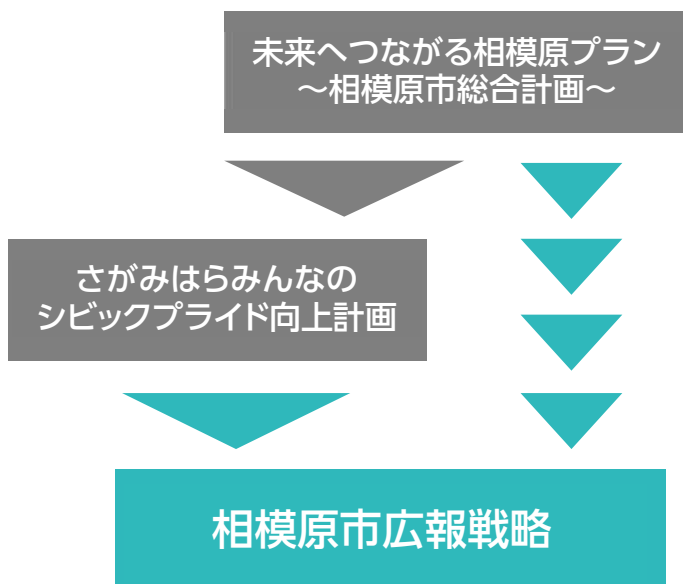 未来へつながる相模原プラン
～相模原市総合計画～
さがみはらみんなの
シビックプライド向上計画
相模原市広報戦略